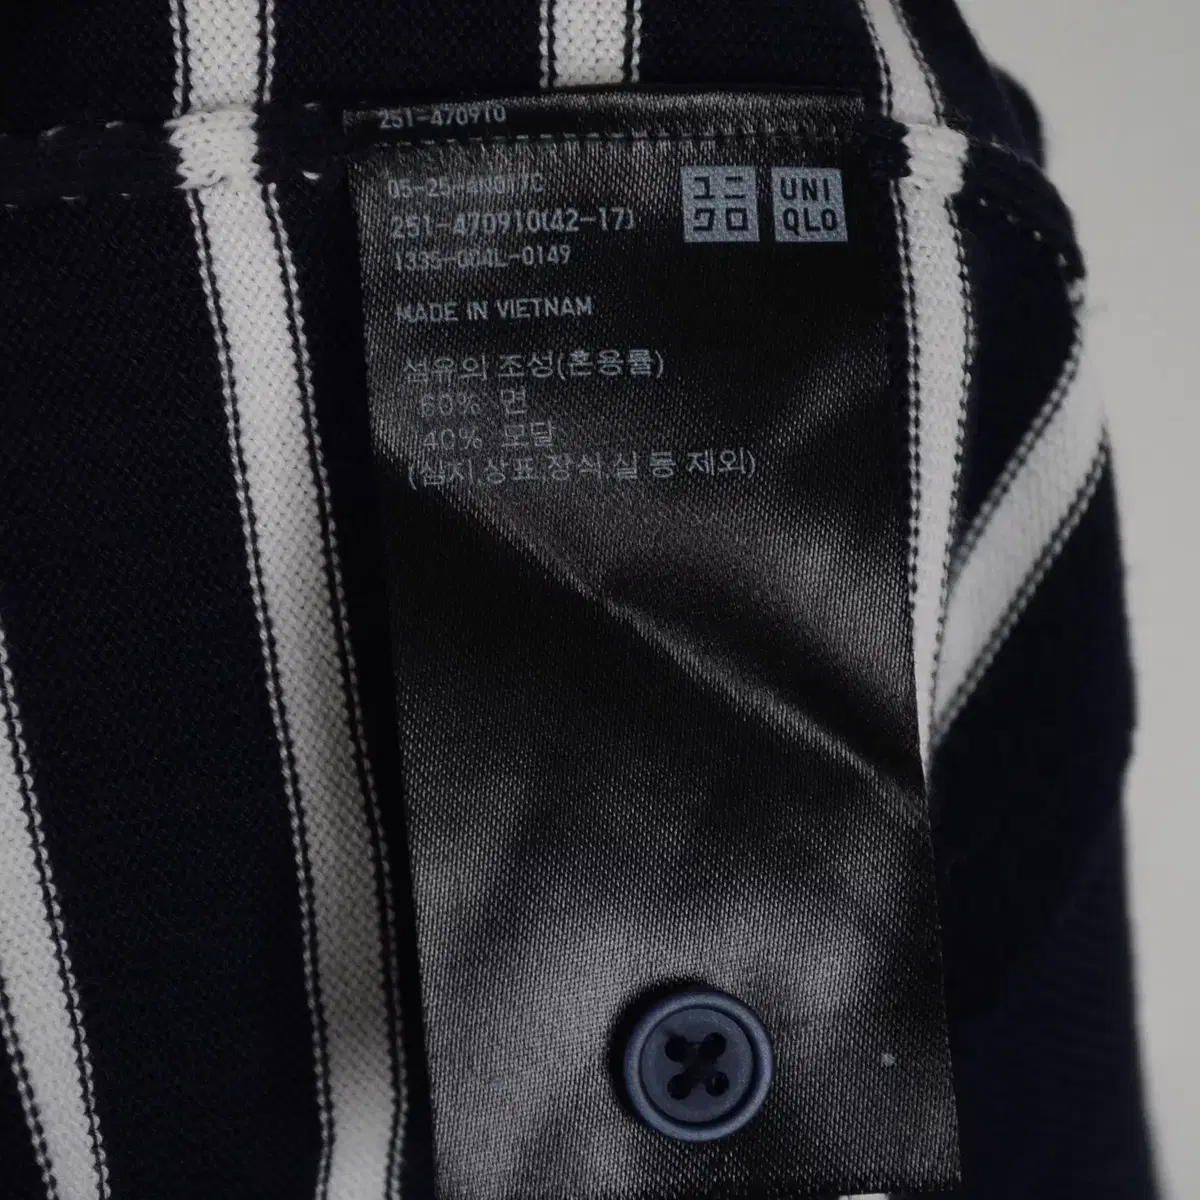 251-470910
05-25-4N017C
251-470910(42-17)
1335-004L-0149
ユニ
クロ
UNI
QLO
MADE IN VIETNAM
섬유의 조성(혼용률)
60% 면
40% 모달
(심지,상표,장식,실 등 제외)